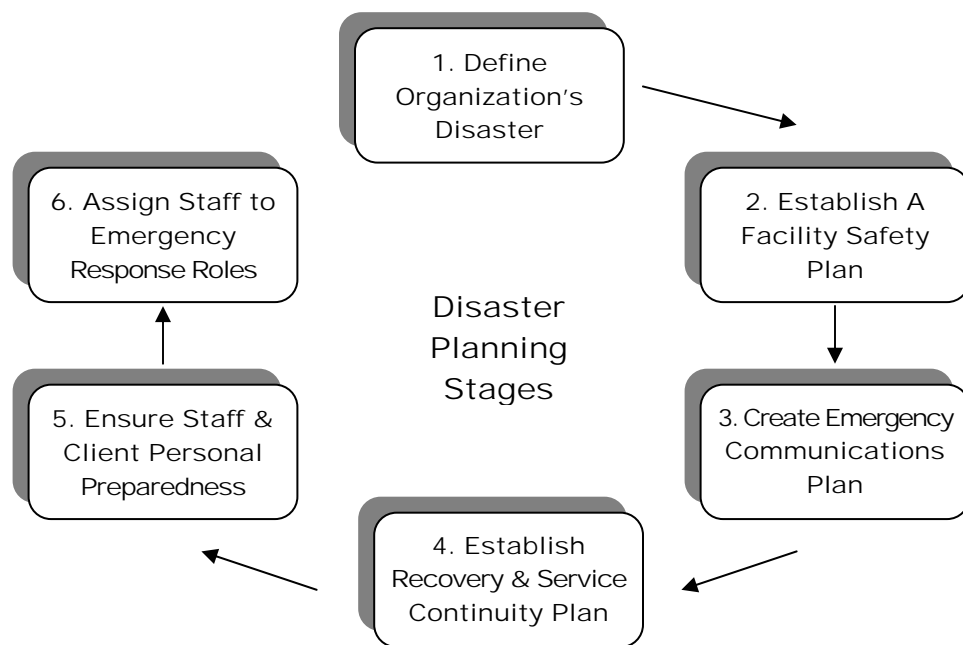 1. Define
Organization's
Disaster
2. Establish A
Facility Safety
Plan
3. Create Emergency
Communications
Plan
4. Establish
Recovery & Service
Continuity Plan
5. Ensure Staff &
Client Personal
Preparedness
6. Assign Staff to
Emergency
Response Roles
Disaster
Planning
Stages